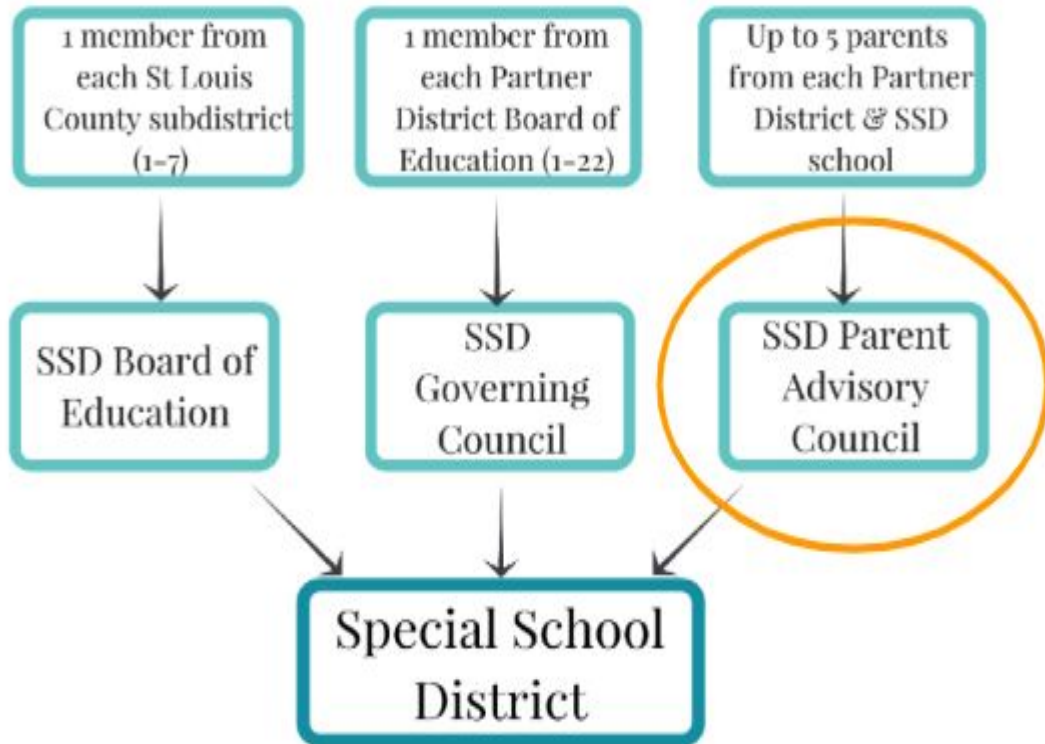 1 member from
each St Louis
County subdistrict
(1-7)
1 member from
each Partner
District Board of
Education (1-22)
Up to 5 parents
from each Partner
District & SSD
school
SSD Board of
Education
SSD
Governing
Council
SSD Parent
Advisory
Council
Special School
District